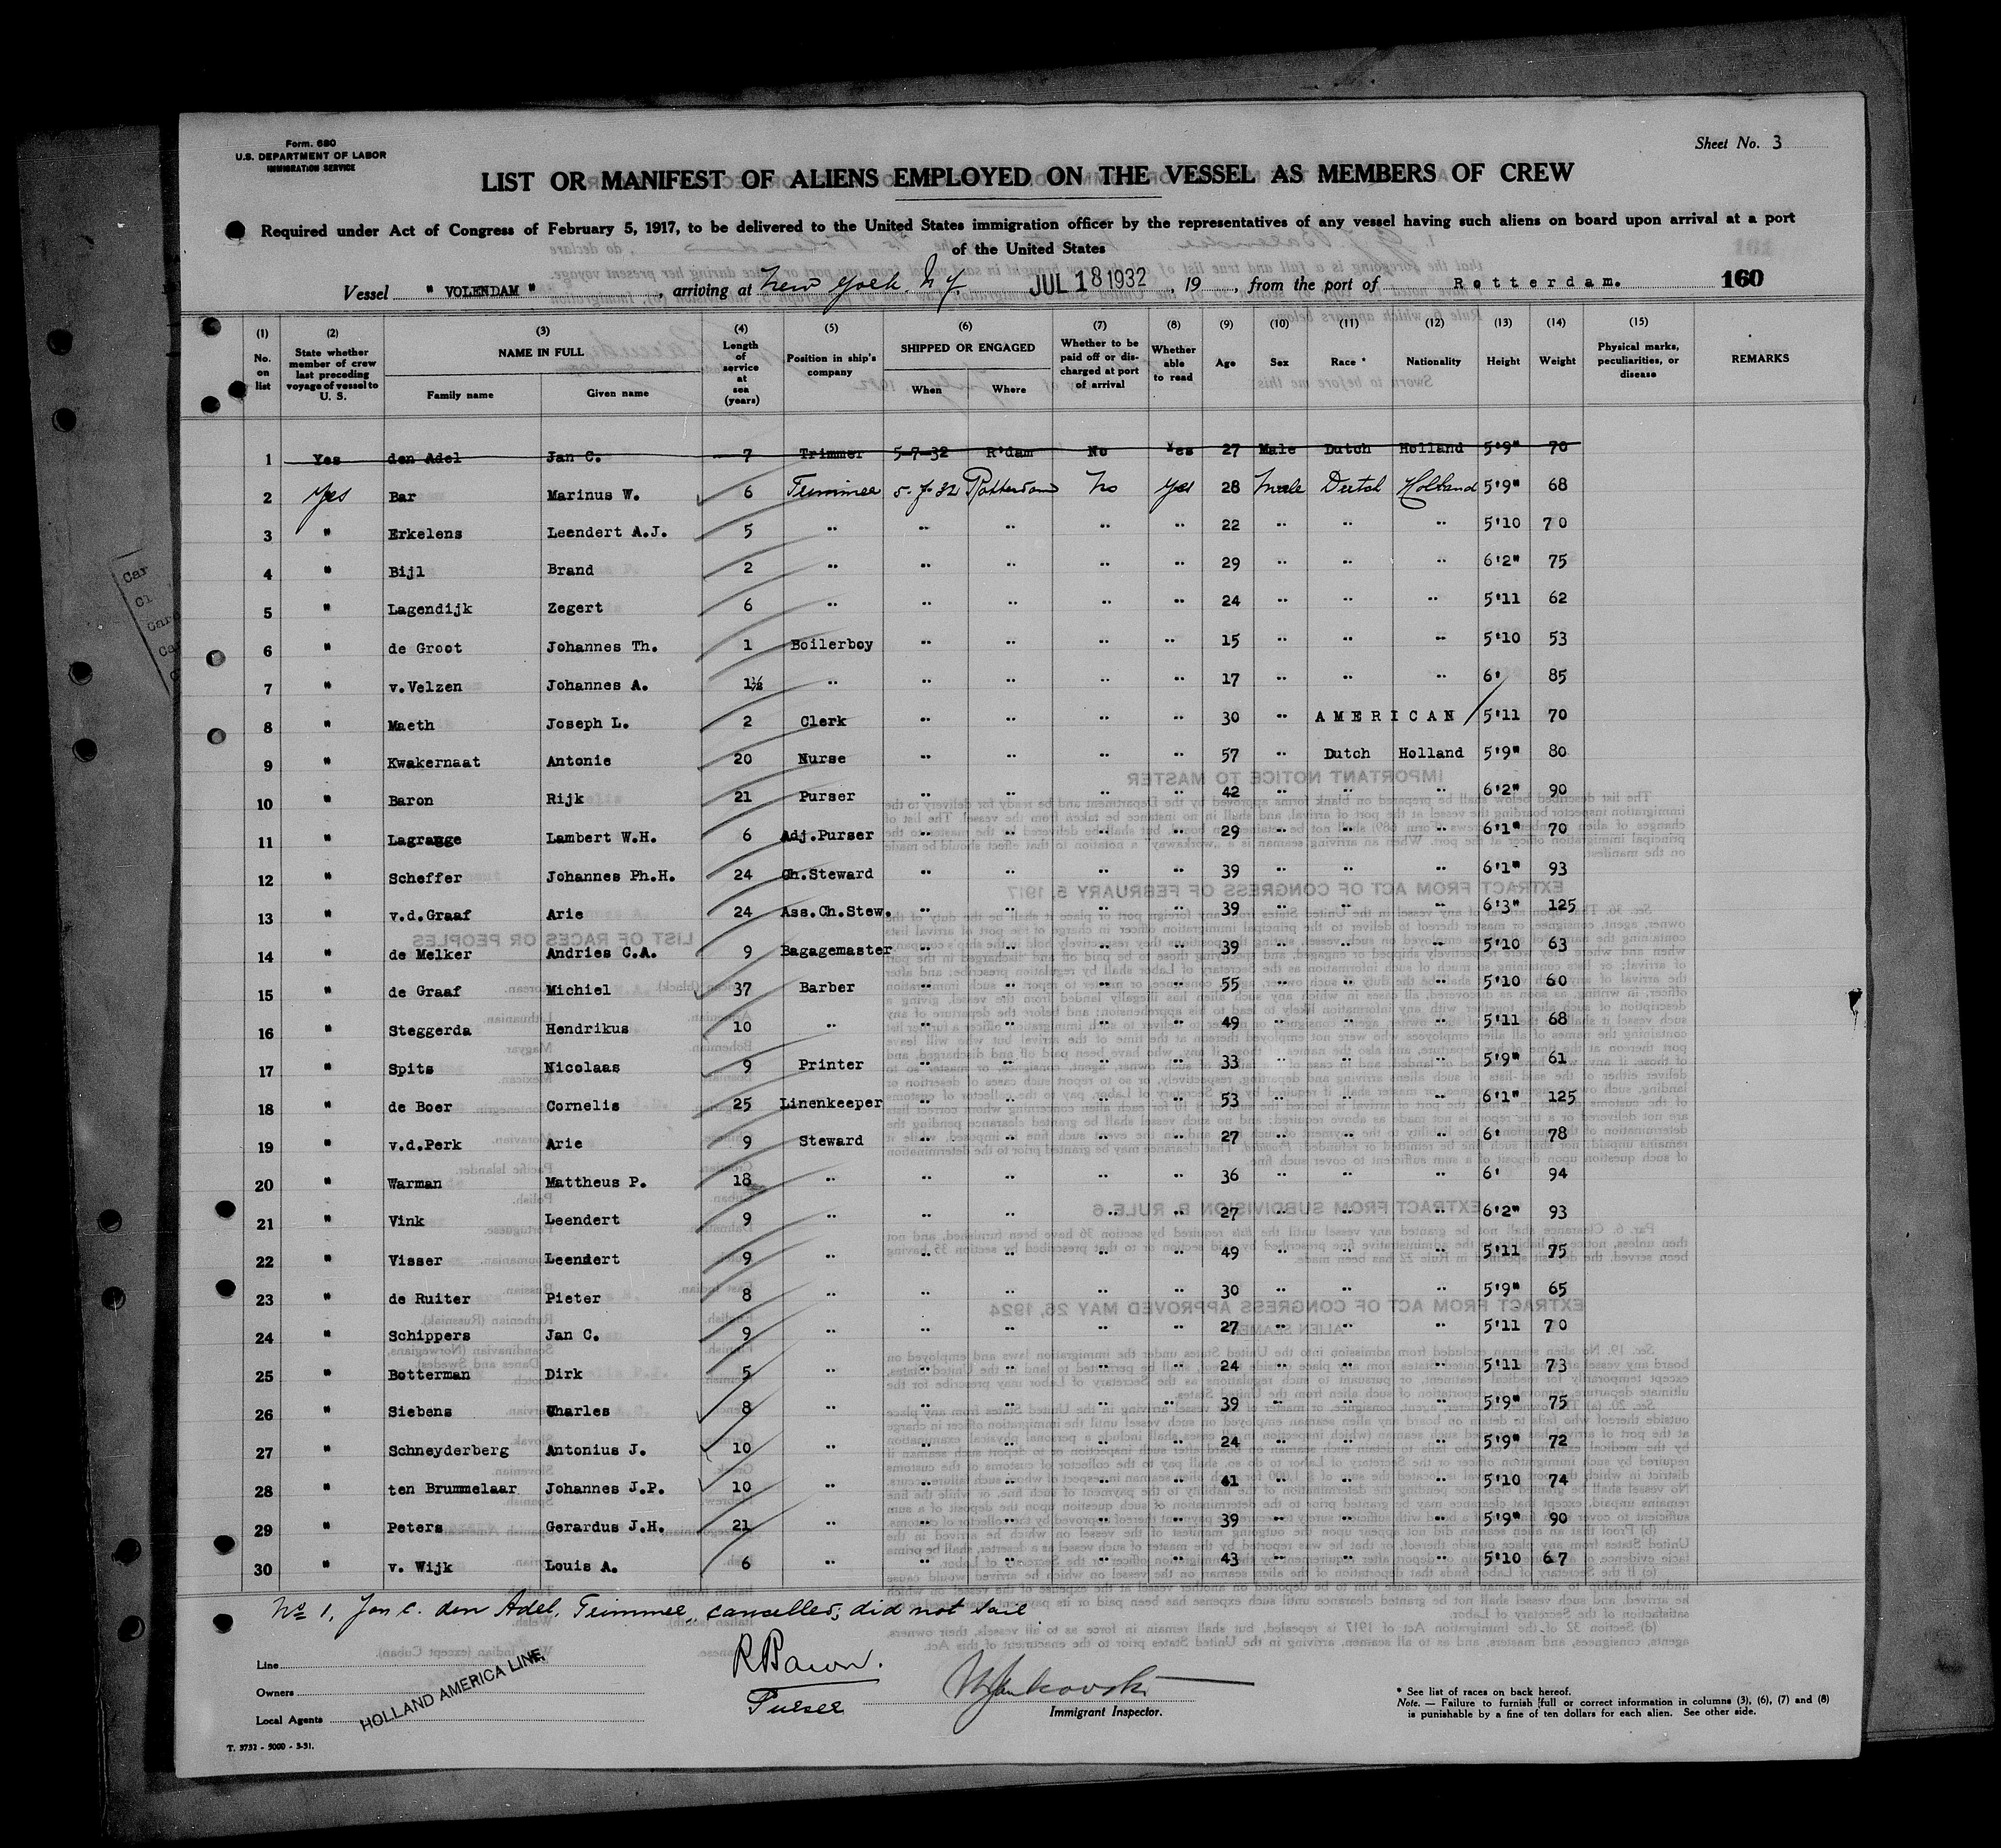 Form. 680
U.S. DEPARTMENT OF LABOR
IMMIGRATION SERVICE
Sheet No. 3
LIST OR MANIFEST OF ALIENS EMPLOYED ON THE VESSEL AS MEMBERS OF CREW
Required under Act of Congress of February 5, 1917, to be delivered to the United States immigration officer by the representatives of any vessel having such aliens on board upon arrival at a port
of the United States
Vessel " VOLENDAM " , arriving at New York. N.Y. JUL 18 1932 , 19 , from the port of Rotterdam. 160
(1) No. on list (2) State whether member of crew last preceding voyage of vessel to U. S. (3) NAME IN FULL Family name Given name (4) Length of service at sea (years) (5) Position in ship's company (6) SHIPPED OR ENGAGED When Where (7) Whether to be paid off or discharged at port of arrival (8) Whether able to read (9) Age (10) Sex (11) Race * (12) Nationality (13) Height (14) Weight (15) Physical marks, peculiarities, or disease REMARKS
1 Yes den Adel Jan C. 7 Trimmer 5-7-32 R'dam No Yes 27 Male Dutch Holland 5'9" 70
2 Yes Bar Marinus W. 6 Trimmer 5-7-32 Rotterdam No Yes 28 Male Dutch Holland 5'9" 68
3 " Erkelens Leendert A.J. 5 " " " " " 22 " " " 5'10 70
4 " Bijl Brand 2 " " " " " 29 " " " 6'2" 75
5 " Lagendijk Zegert 6 " " " " " 24 " " " 5'11 62
6 " de Groot Johannes Th. 1 Boilerboy " " " " 15 " " " 5'10 53
7 " v.Velzen Johannes A. 1½ " " " " " 17 " " " 6' 85
8 " Maeth Joseph L. 2 Clerk " " " " 30 " AMERICAN 5'11 70
9 " Kwakernaat Antonie 20 Nurse " " " " 57 " Dutch Holland 5'9" 80
10 " Baron Rijk 21 Purser " " " " 42 " " " 6'2" 90
11 " Lagrange Lambert W.H. 6 Adj.Purser " " " " 29 " " " 6'1" 70
12 " Scheffer Johannes Ph.H. 24 Ch.Steward " " " " 39 " " " 6'1" 93
13 " v.d.Graaf Arie 24 Ass.Ch.Stew. " " " " 39 " " " 6'3" 125
14 " de Melker Andries C.A. 9 Bagagemaster " " " " 39 " " " 5'10 63
15 " de Graaf Michiel 37 Barber " " " " 55 " " " 5'10 60
16 " Steggerda Hendrikus 10 " " " " " 49 " " " 5'11 68
17 " Spits Nicolaas 9 Printer " " " " 33 " " " 5'9" 61
18 " de Boer Cornelis 25 Linenkeeper " " " " 53 " " " 6'1" 125
19 " v.d.Perk Arie 9 Steward " " " " 27 " " " 6' 78
20 " Warman Mattheus P. 18 " " " " " 36 " " " 6' 94
21 " Vink Leendert 9 " " " " " 27 " " " 6'2" 93
22 " Visser Leendert 9 " " " " " 49 " " " 5'11 75
23 " de Ruiter Pieter 8 " " " " " 30 " " " 5'9" 65
24 " Schippers Jan C. 9 " " " " " 27 " " " 5'11 70
25 " Botterman Dirk 5 " " " " " 24 " " " 5'11 73
26 " Siebens Charles 8 " " " " " 39 " " " 5'9" 75
27 " Schneyderberg Antonius J. 10 " " " " " 24 " " " 5'9" 72
28 " ten Brummelaar Johannes J.P. 10 " " " " " 41 " " " 5'10 74
29 " Peters Gerardus J.H. 21 " " " " " 39 " " " 5'9" 90
30 " v. Wijk Louis A. 6 " " " " " 43 " " " 5'10 67
No 1, Jan C. den Adel, Trimmer, cancelled, did not sail
Line
Owners
Local Agents
HOLLAND AMERICA LINE.
R Baron.
Purser
Immigrant Inspector.
* See list of races on back hereof.
Note. — Failure to furnish full or correct information in columns (3), (6), (7) and (8)
is punishable by a fine of ten dollars for each alien. See other side.
T. 3732 - 5000 - 3-31.